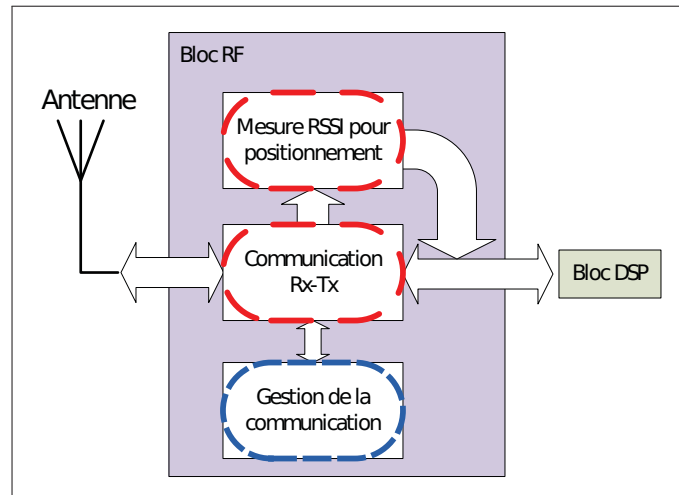 Bloc RF
Antenne
Mesure RSSI pour
positionnement
Communication
Rx-Tx
Bloc DSP
Gestion de la
communication